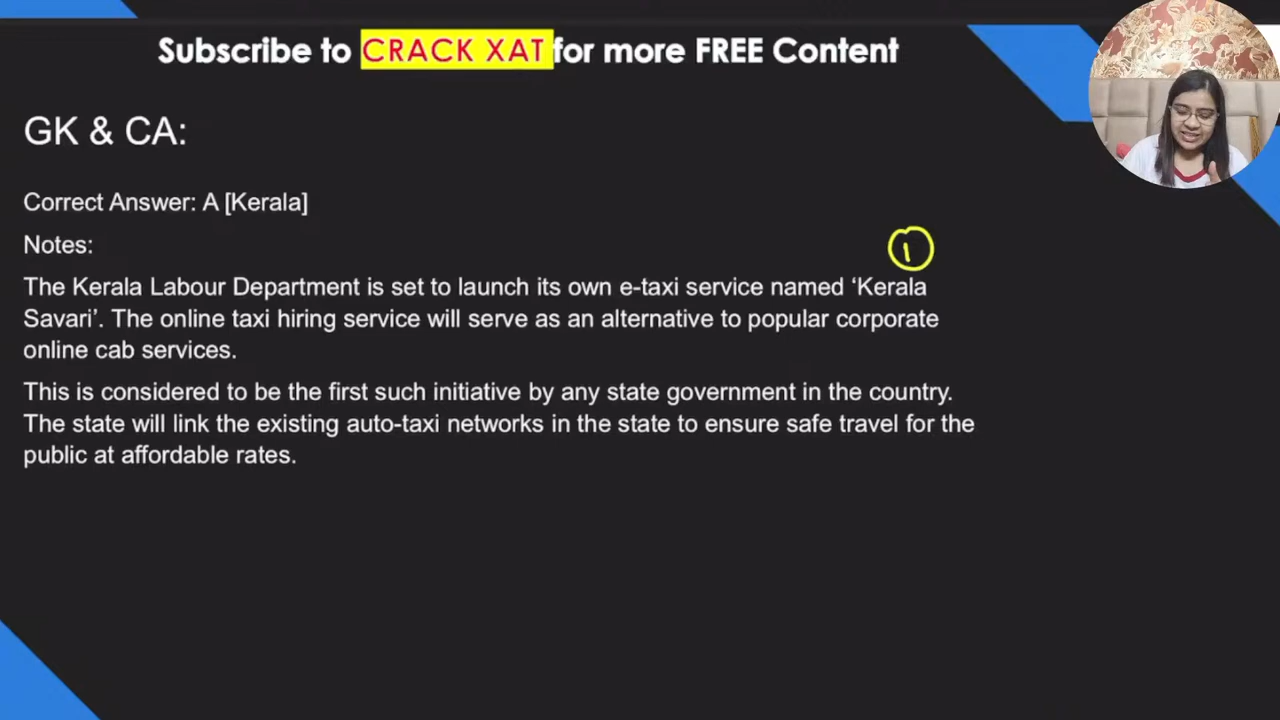 Subscribe to CRACK XAT for more FREE Content
GK & CA:
Correct Answer: A [Kerala]
Notes:
1
The Kerala Labour Department is set to launch its own e-taxi service named ‘Kerala
Savari’. The online taxi hiring service will serve as an alternative to popular corporate
online cab services.
This is considered to be the first such initiative by any state government in the country.
The state will link the existing auto-taxi networks in the state to ensure safe travel for the
public at affordable rates.